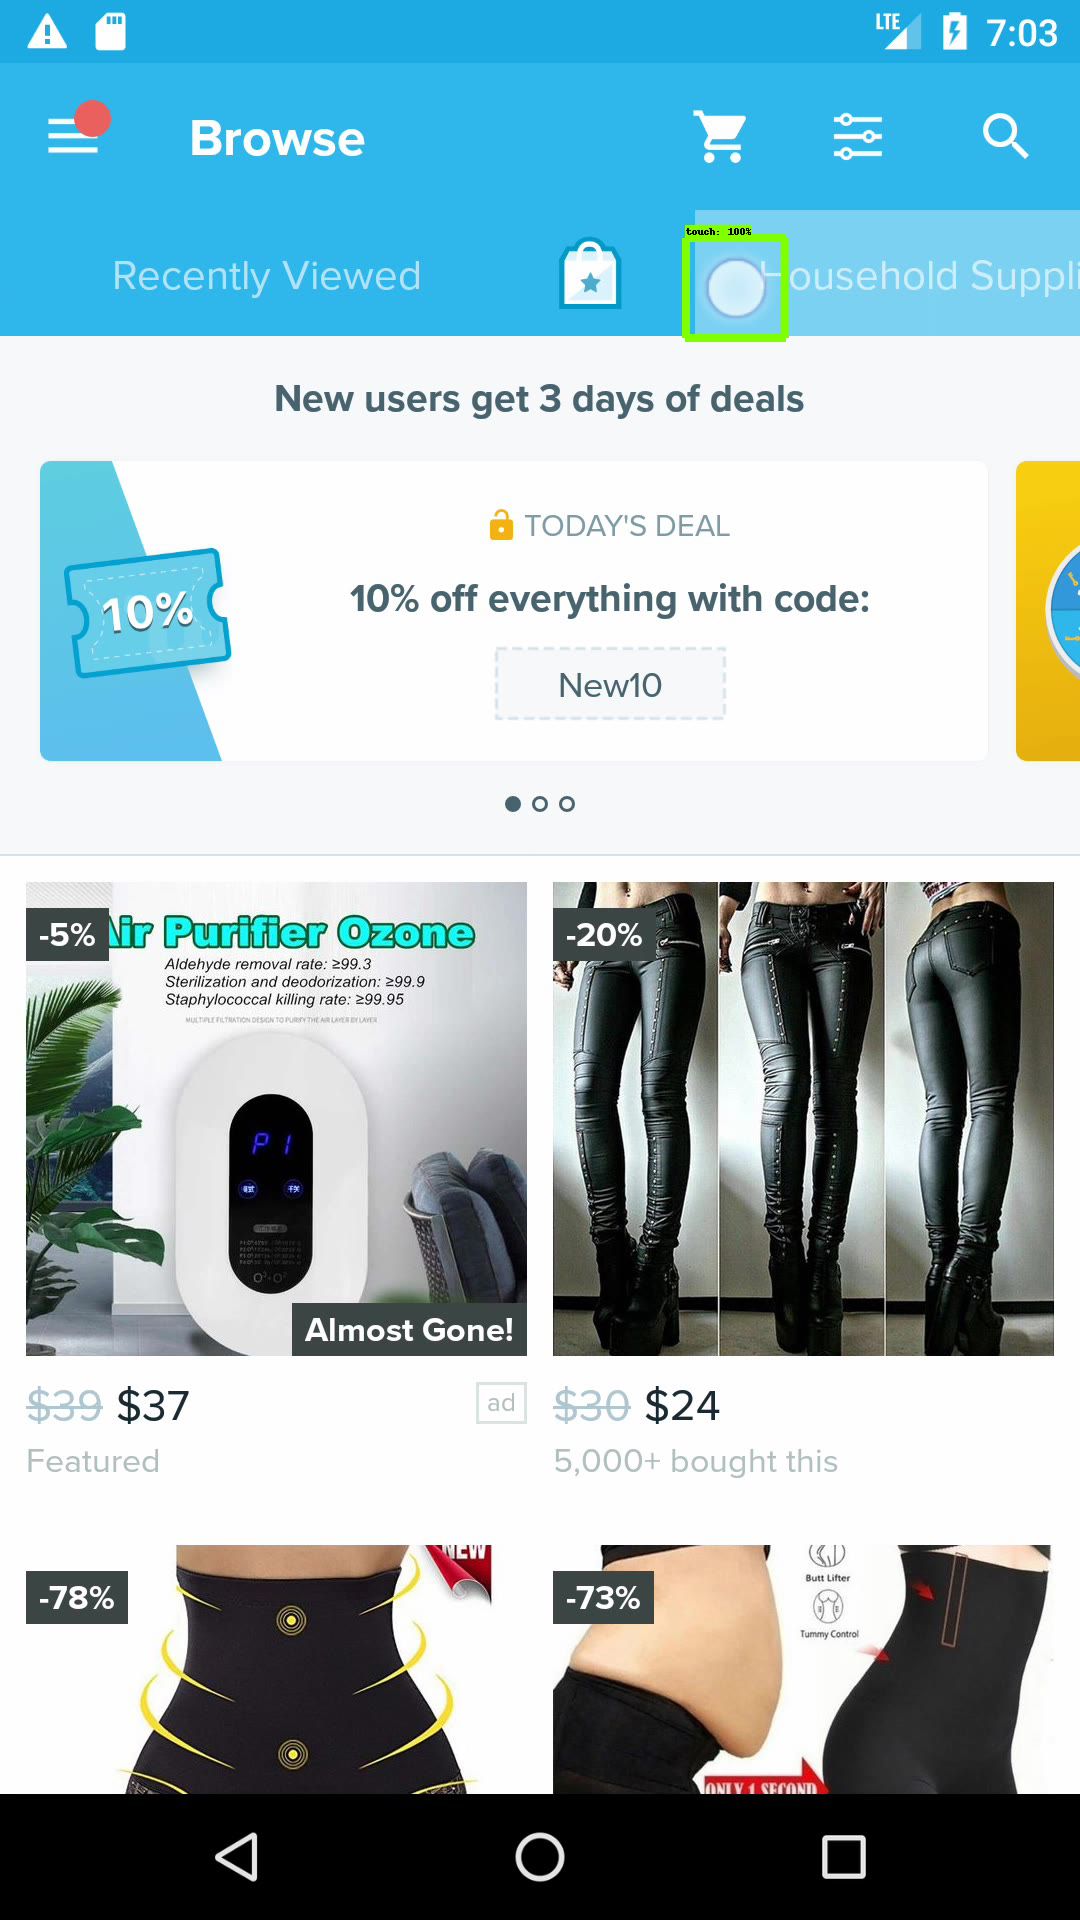 LTE 7:03
Browse
touch: 100%
Recently Viewed
Household Suppli
New users get 3 days of deals
TODAY'S DEAL
10%
10% off everything with code:
New10
-5%
Air Purifier Ozone
Aldehyde removal rate: ≥99.3
Sterilization and deodorization: ≥99.9
Staphylococcal killing rate: ≥99.95
MULTIPLE FILTRATION DESIGN TO PURIFY THE AIR LAYER BY LAYER
P1
Almost Gone!
-20%
$39 $37
ad
Featured
$30 $24
5,000+ bought this
-78%
NEW
-73%
Butt Lifter
Tummy Control
ONLY 1 SECOND